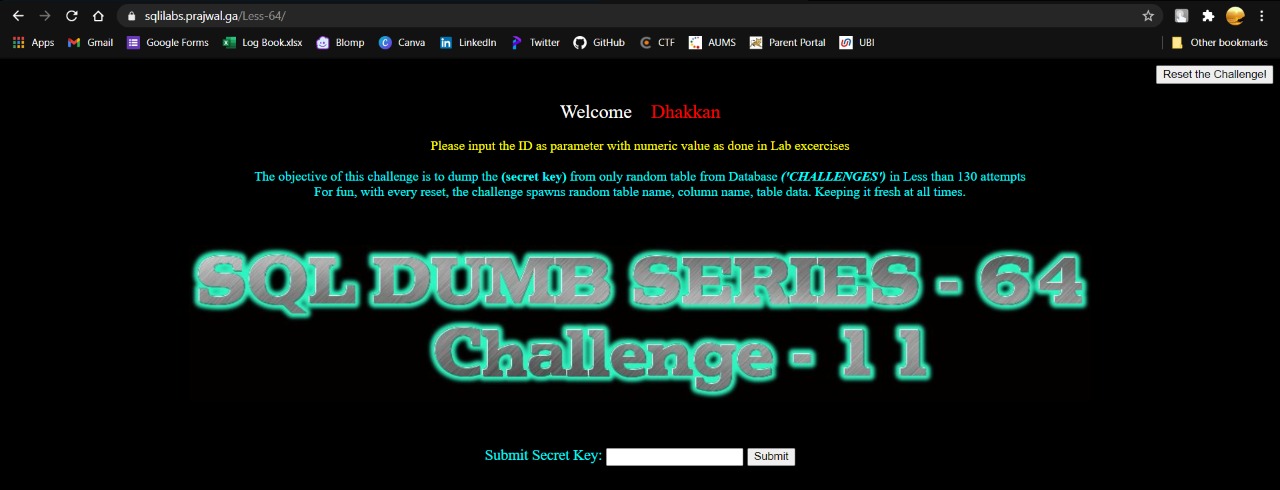 sqlilabs.prajwal.ga/Less-64/
Apps Gmail Google Forms Log Book.xlsx Blomp Canva LinkedIn Twitter GitHub CTF AUMS Parent Portal UBI Other bookmarks
Reset the Challenge!
Welcome Dhakkan
Please input the ID as parameter with numeric value as done in Lab excercises
The objective of this challenge is to dump the (secret key) from only random table from Database ('CHALLENGES') in Less than 130 attempts
For fun, with every reset, the challenge spawns random table name, column name, table data. Keeping it fresh at all times.
SQL DUMB SERIES - 64
Challenge - 11
Submit Secret Key: Submit